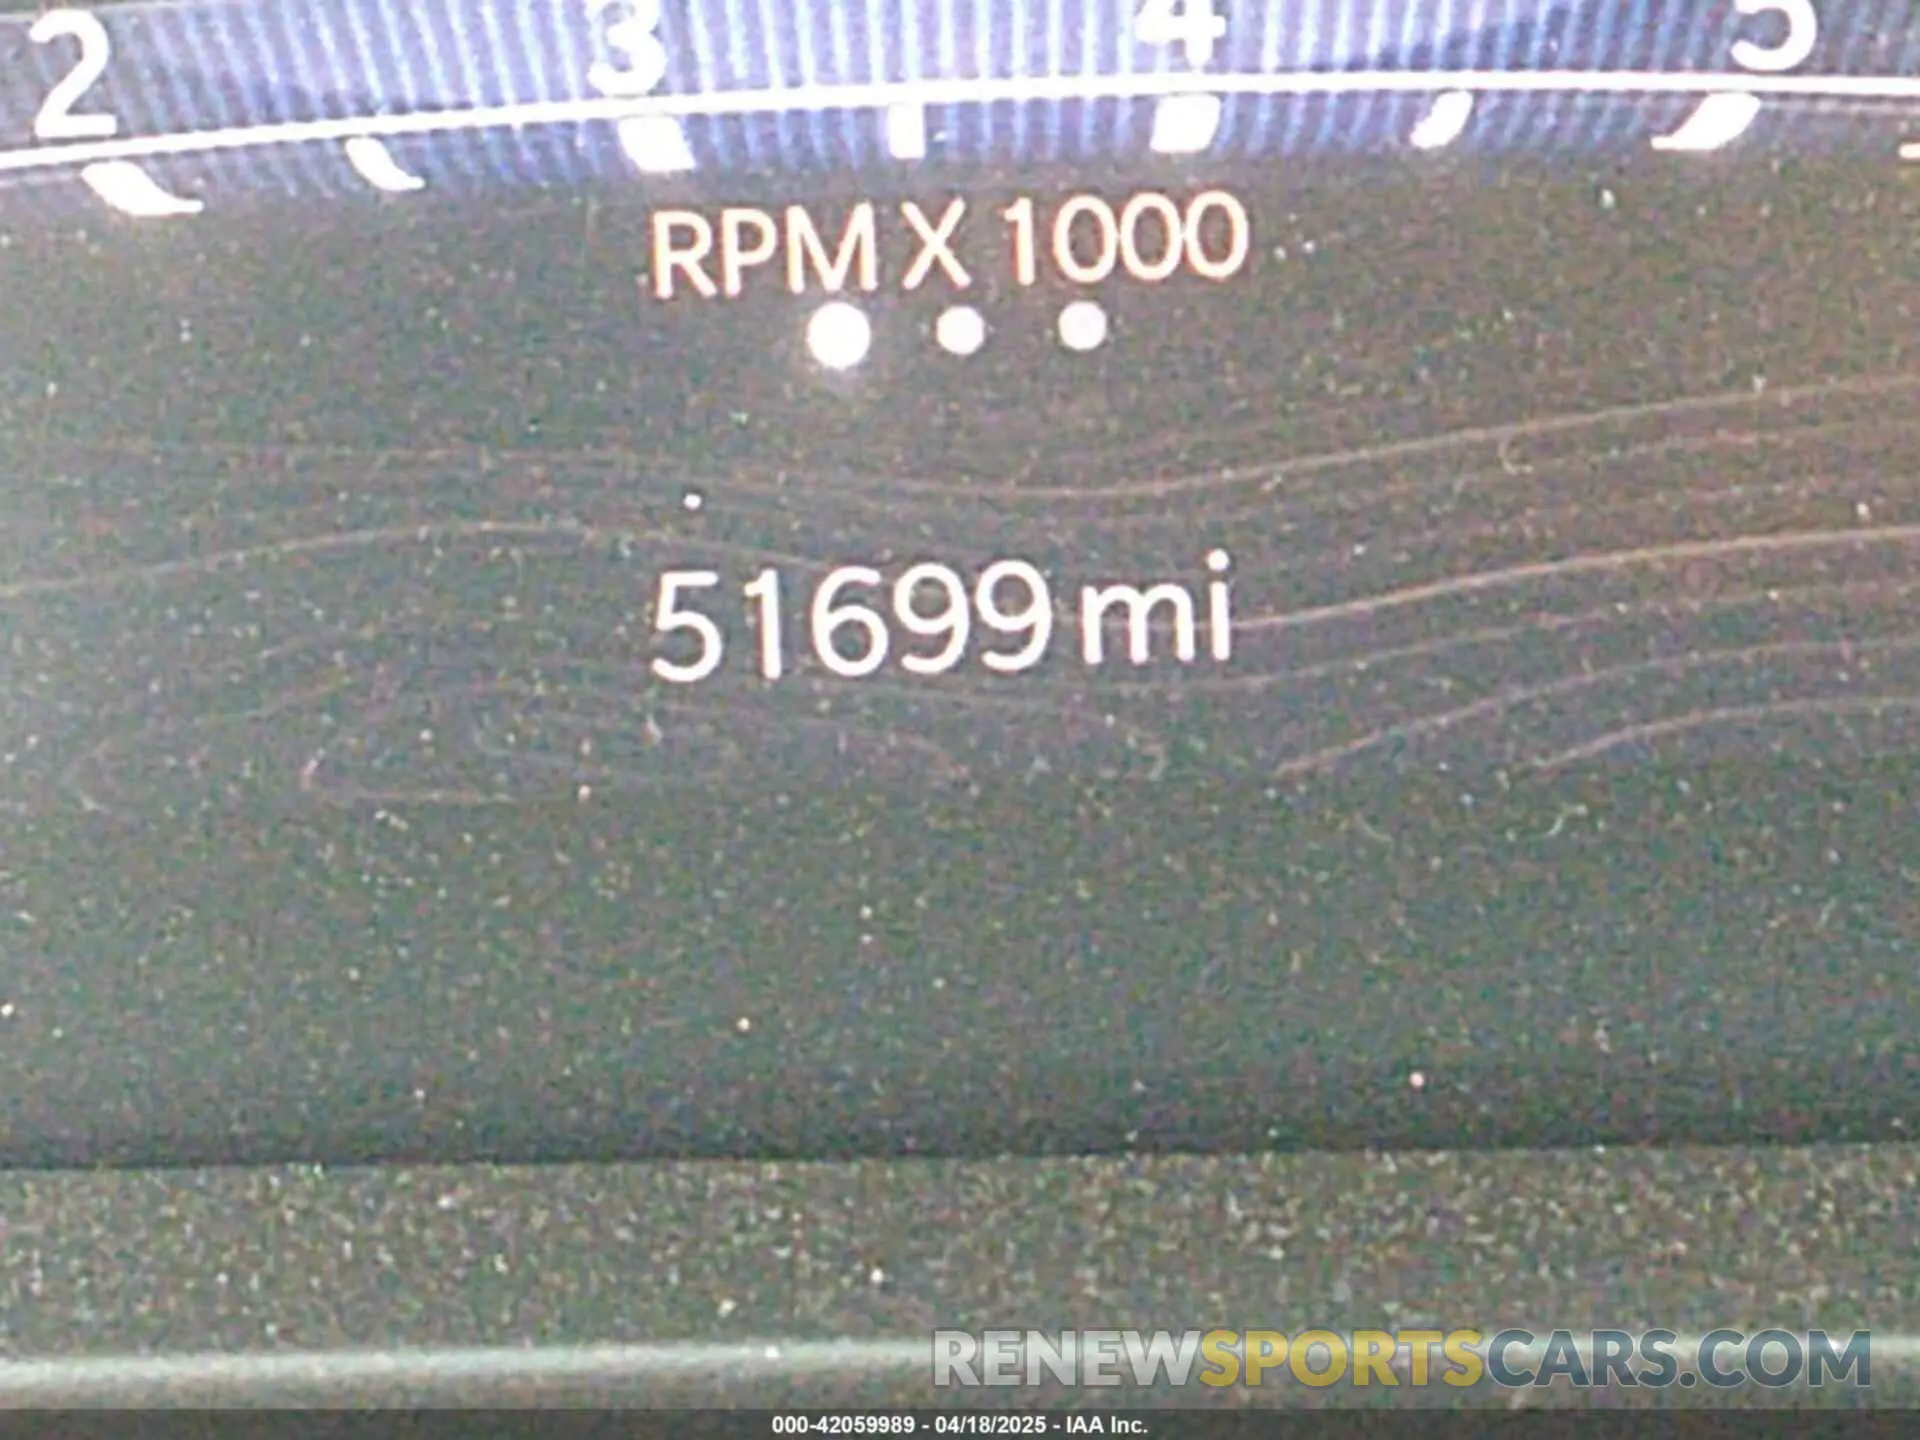 2 3 4 5
RPM X 1000
51699 mi
RENEWSPORTSCARS.COM
000-42059989 - 04/18/2025 - IAA Inc.